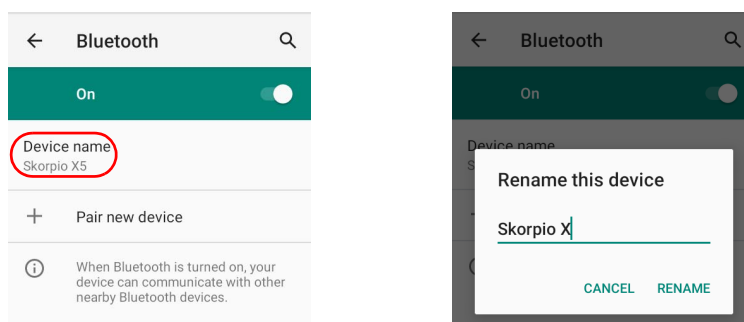 Bluetooth
On
Device name
Skorpio X5
Pair new device
When Bluetooth is turned on, your
device can communicate with other
nearby Bluetooth devices.
Bluetooth
On
Device name
S
Rename this device
Skorpio X
CANCEL
RENAME